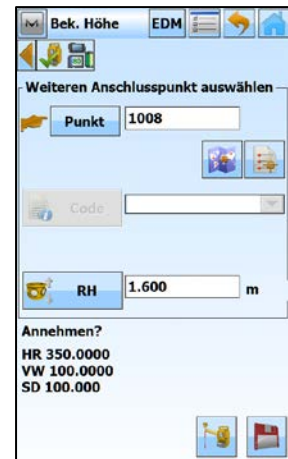 Bek. Höhe EDM
Weiteren Anschlusspunkt auswählen
Punkt 1008
Code
RH 1.600 m
Annehmen?
HR 350.0000
VW 100.0000
SD 100.000